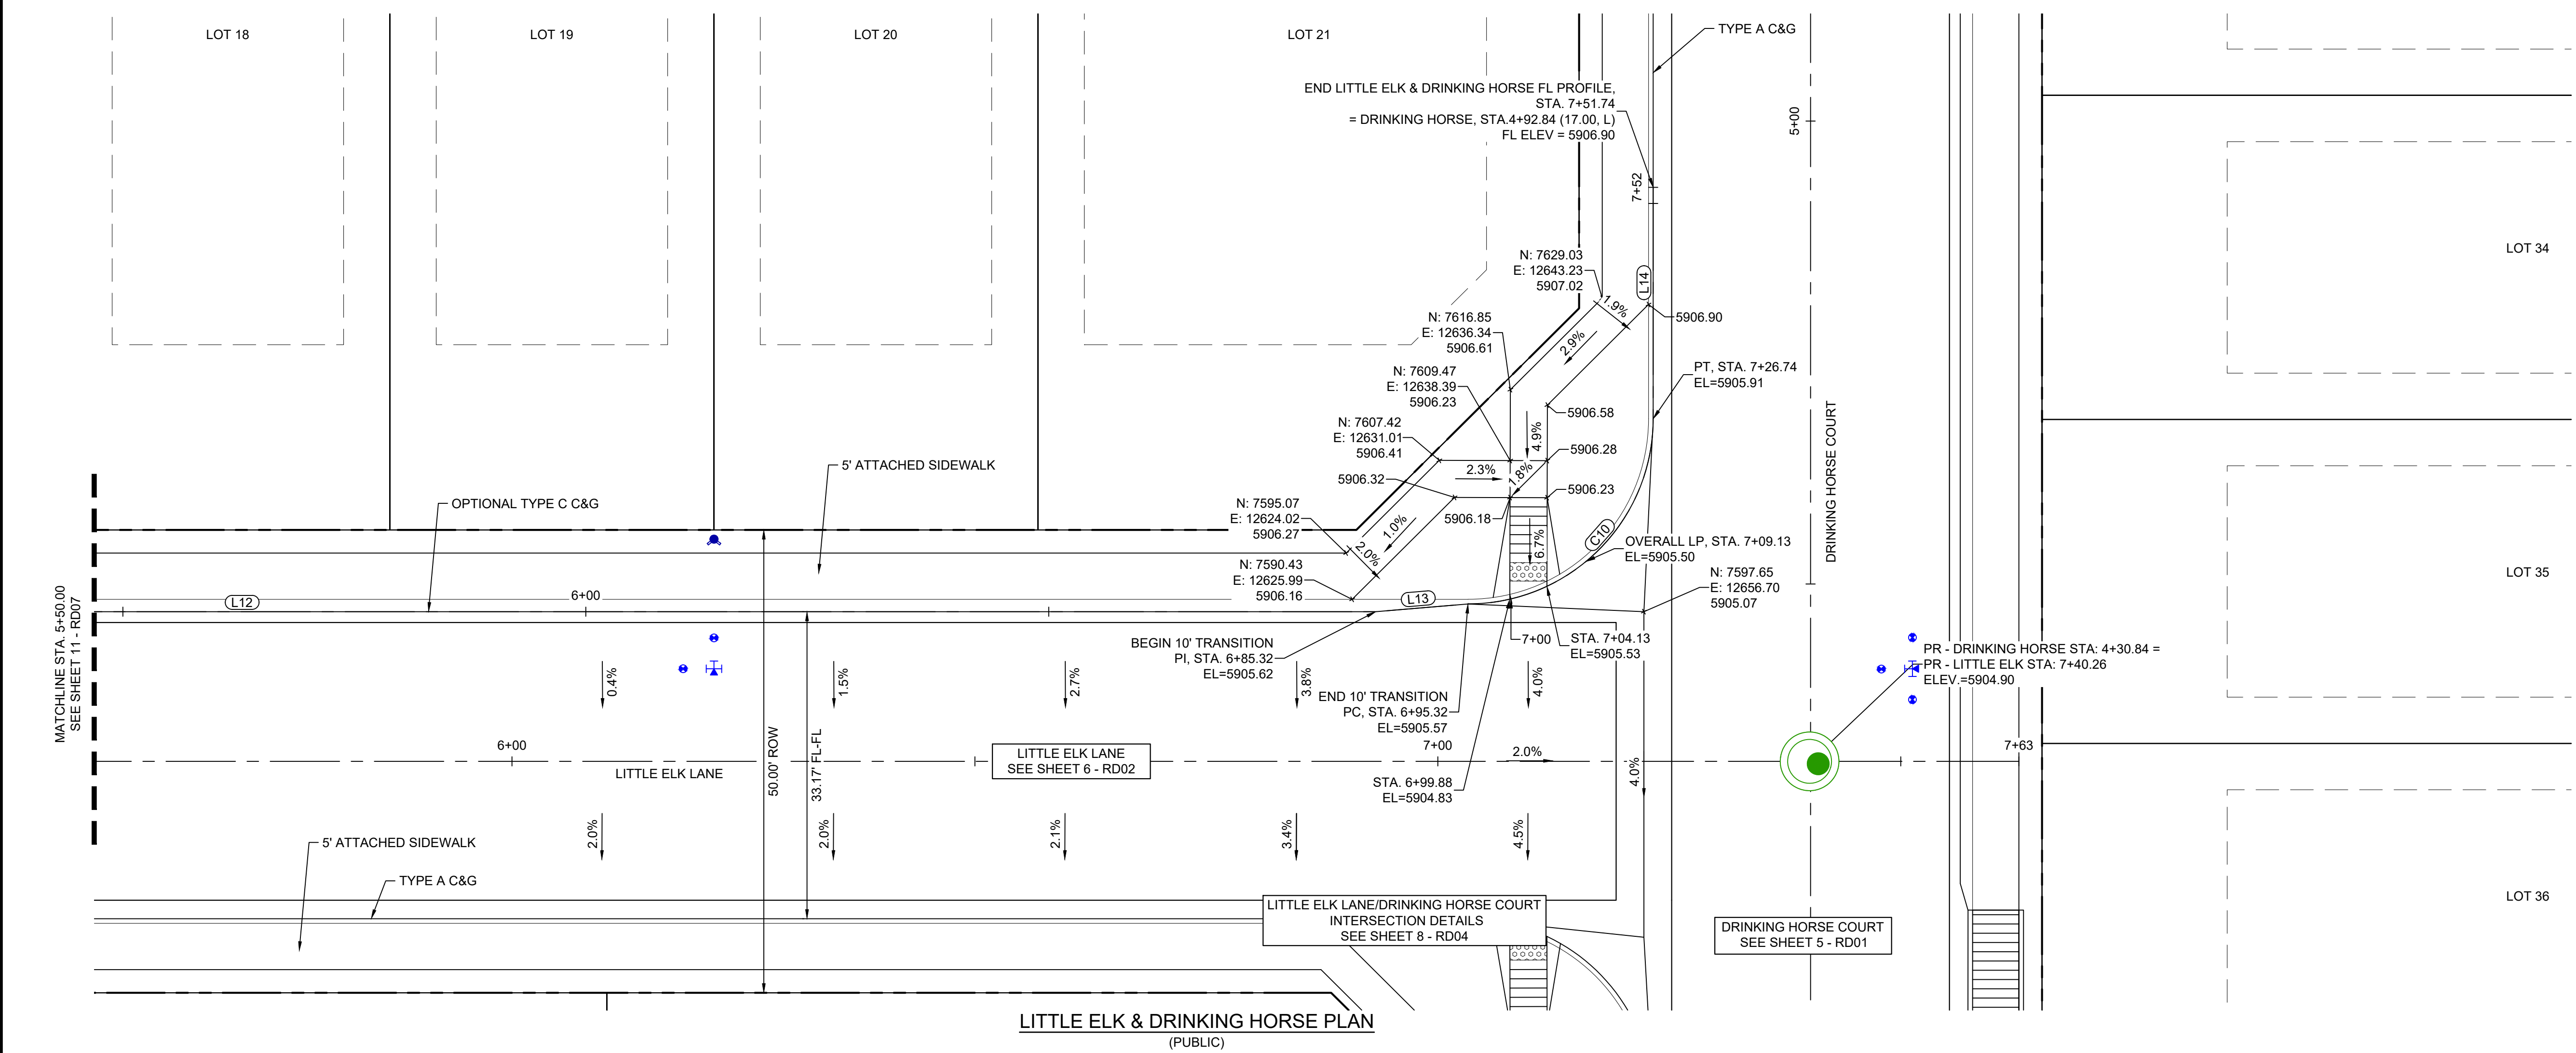 LOT 18
LOT 19
LOT 20
LOT 21
TYPE A C&G
END LITTLE ELK & DRINKING HORSE FL PROFILE,
STA. 7+51.74
= DRINKING HORSE, STA.4+92.84 (17.00, L)
FL ELEV = 5906.90
5+00
7+52
LOT 34
N: 7629.03
E: 12643.23
5907.02
L14
1.9%
5906.90
N: 7616.85
E: 12636.34
5906.61
2.9%
N: 7609.47
E: 12638.39
5906.23
PT, STA. 7+26.74
EL=5905.91
5906.58
N: 7607.42
E: 12631.01
5906.41
4.9%
5906.28
DRINKING HORSE COURT
5' ATTACHED SIDEWALK
2.3%
1.8%
5906.32
5906.23
OPTIONAL TYPE C C&G
N: 7595.07
E: 12624.02
5906.27
1.0%
5906.18
2.0%
6.7%
C10
OVERALL LP, STA. 7+09.13
EL=5905.50
N: 7590.43
E: 12625.99
5906.16
N: 7597.65
E: 12656.70
5905.07
LOT 35
MATCHLINE STA. 5+50.00
SEE SHEET 11 - RD07
L12
6+00
L13
7+00
STA. 7+04.13
EL=5905.53
BEGIN 10' TRANSITION
PI, STA. 6+85.32
EL=5905.62
PR - DRINKING HORSE STA: 4+30.84 =
PR - LITTLE ELK STA: 7+40.26
ELEV.=5904.90
0.4%
1.5%
2.7%
3.8%
4.0%
END 10' TRANSITION
PC, STA. 6+95.32
EL=5905.57
50.00' ROW
33.17' FL-FL
6+00
LITTLE ELK LANE
LITTLE ELK LANE
SEE SHEET 6 - RD02
7+00
2.0%
7+63
4.0%
STA. 6+99.88
EL=5904.83
2.0%
2.0%
2.1%
3.4%
4.5%
5' ATTACHED SIDEWALK
TYPE A C&G
LITTLE ELK LANE/DRINKING HORSE COURT
INTERSECTION DETAILS
SEE SHEET 8 - RD04
DRINKING HORSE COURT
SEE SHEET 5 - RD01
LOT 36
LITTLE ELK & DRINKING HORSE PLAN
(PUBLIC)